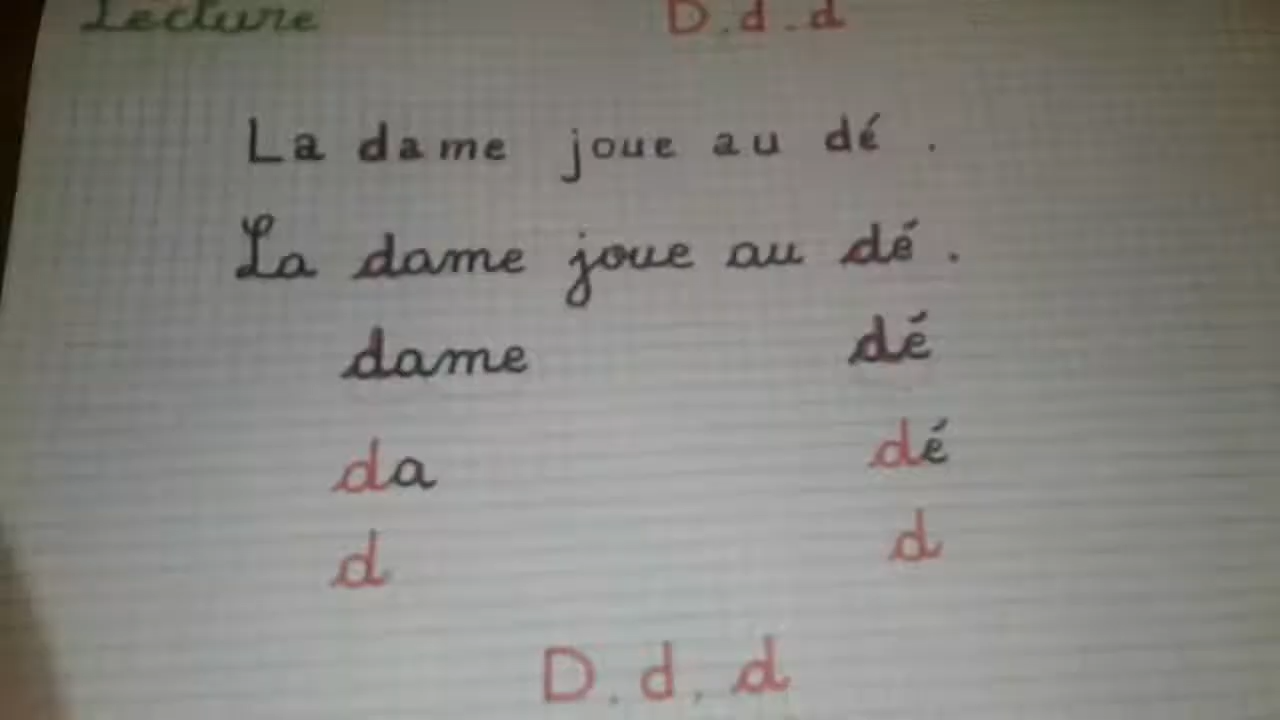 Lecture D.d.d
La dame joue au dé.
La dame joue au dé.
dame dé
da dé
d d
D.d.d